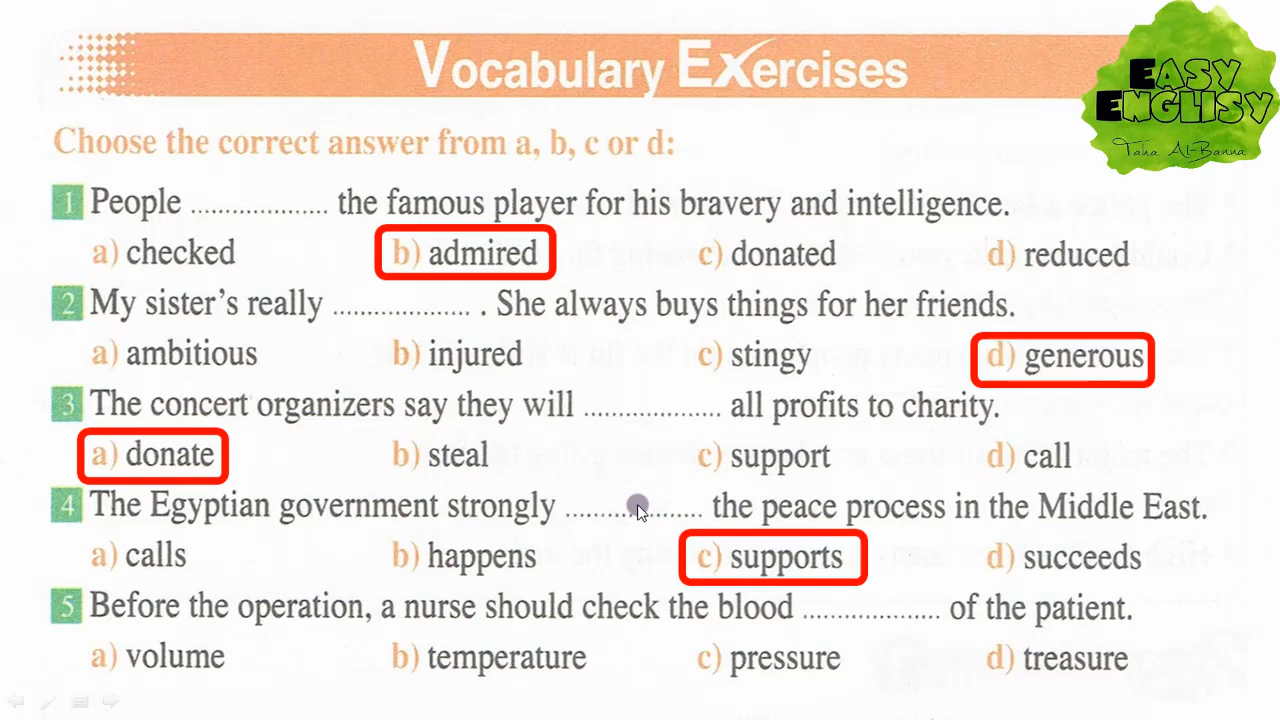 Vocabulary Exercises
EASY
ENGLISY
Taha Al-Banna
Choose the correct answer from a, b, c or d:
1 People .................. the famous player for his bravery and intelligence.
a) checked b) admired c) donated d) reduced
2 My sister's really .................... . She always buys things for her friends.
a) ambitious b) injured c) stingy d) generous
3 The concert organizers say they will .................... all profits to charity.
a) donate b) steal c) support d) call
4 The Egyptian government strongly .................... the peace process in the Middle East.
a) calls b) happens c) supports d) succeeds
5 Before the operation, a nurse should check the blood .................... of the patient.
a) volume b) temperature c) pressure d) treasure